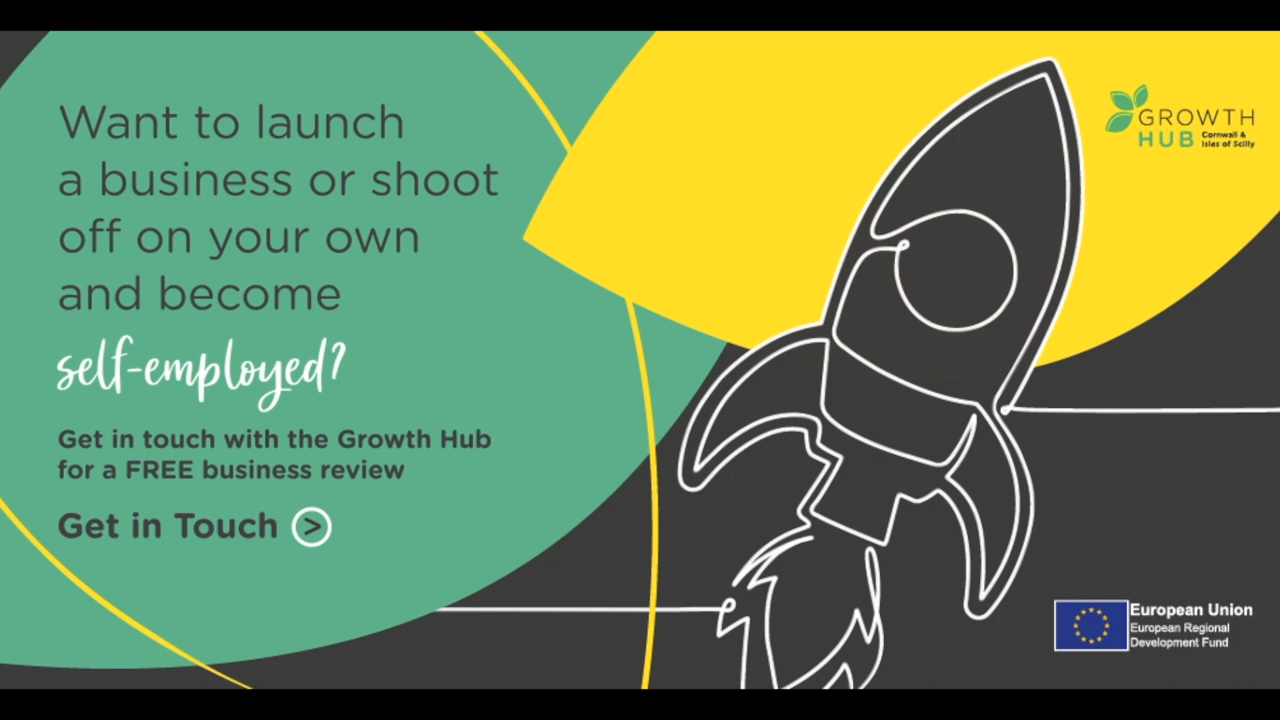 Want to launch
a business or shoot
off on your own
and become
self-employed?
Get in touch with the Growth Hub
for a FREE business review
Get in Touch >
GROWTH
HUB Cornwall &
Isles of Scilly
European Union
European Regional
Development Fund